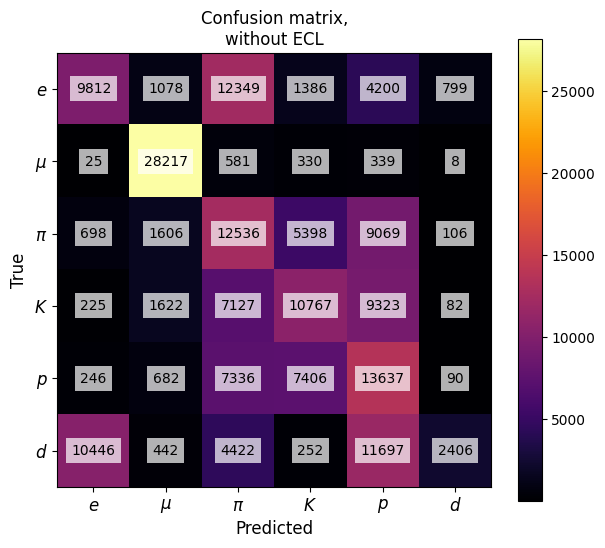 Confusion matrix,
without ECL
e 9812 1078 12349 1386 4200 799
μ 25 28217 581 330 339 8
π 698 1606 12536 5398 9069 106
K 225 1622 7127 10767 9323 82
p 246 682 7336 7406 13637 90
d 10446 442 4422 252 11697 2406
e μ π K p d
Predicted
True
25000
20000
15000
10000
5000